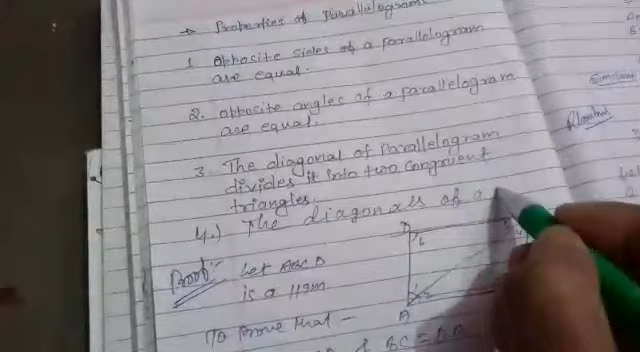 → Properties of Parallelogram
1. Opposite sides of a parallelogram
are equal.
2. opposite angles of a parallelogram
are equal.
3. The diagonal of Parallelogram
divides it into two congruent
triangles.
4.) The diagonals of a
Proof:- Let ABCD
is a 11gm
To Prove that -
BC =
D
A